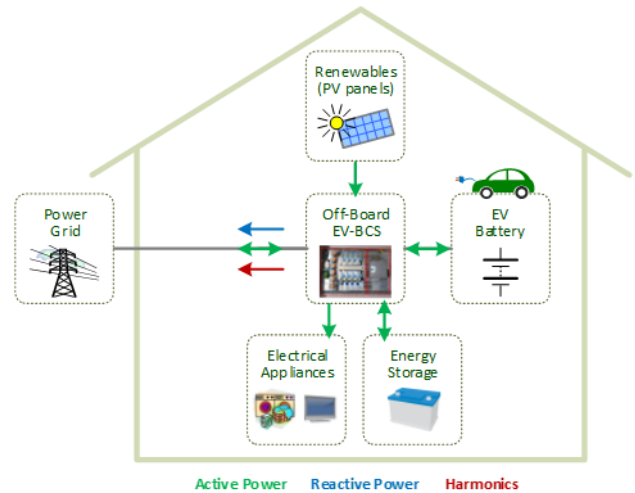 Renewables
(PV panels)
Power
Grid
Off-Board
EV-BCS
EV
Battery
Electrical
Appliances
Energy
Storage
Active Power Reactive Power Harmonics